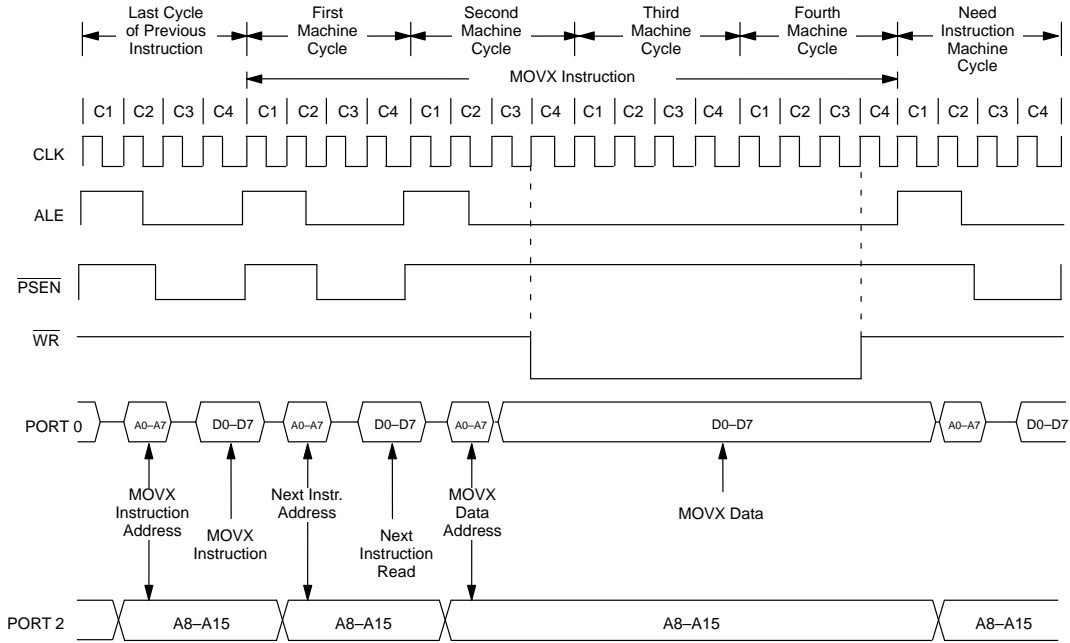 Last Cycle
of Previous
Instruction
First
Machine
Cycle
Second
Machine
Cycle
Third
Machine
Cycle
Fourth
Machine
Cycle
Need
Instruction
Machine
Cycle
MOVX Instruction
C1 C2 C3 C4 C1 C2 C3 C4 C1 C2 C3 C4 C1 C2 C3 C4 C1 C2 C3 C4 C1 C2 C3 C4
CLK
ALE
PSEN
WR
PORT 0
A0–A7 D0–D7 A0–A7 D0–D7 A0–A7 D0–D7 A0–A7 D0–D7
MOVX
Instruction
Address
MOVX
Instruction
Next Instr.
Address
Next
Instruction
Read
MOVX
Data
Address
MOVX Data
PORT 2
A8–A15 A8–A15 A8–A15 A8–A15